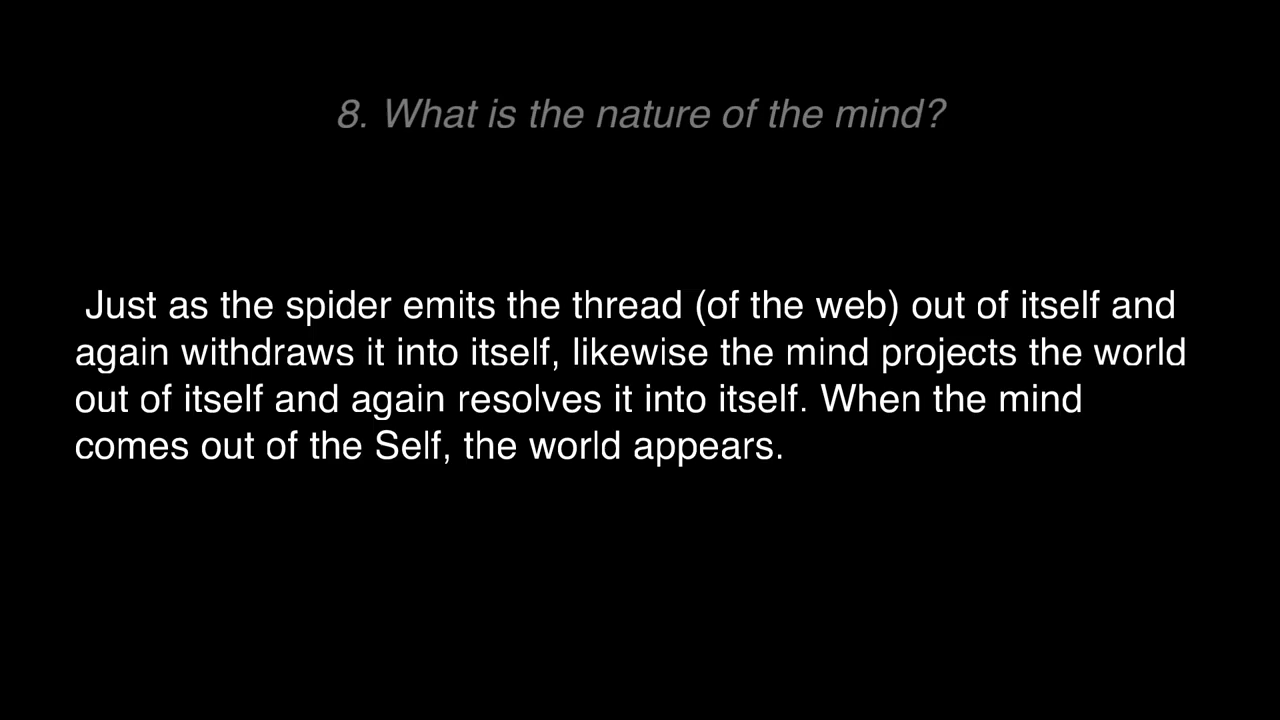 8. What is the nature of the mind?
Just as the spider emits the thread (of the web) out of itself and
again withdraws it into itself, likewise the mind projects the world
out of itself and again resolves it into itself. When the mind
comes out of the Self, the world appears.